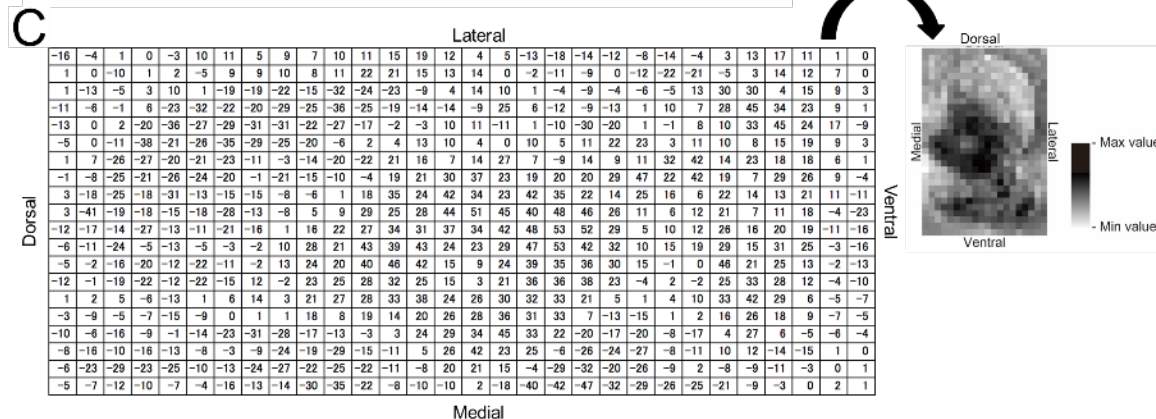 C
Lateral
Dorsal
-16 -4 1 0 -3 10 11 5 9 7 10 11 15 19 12 4 5 -13 -18 -14 -12 -8 -14 -4 3 13 17 11 1 0
1 0 -10 1 2 -5 9 9 10 8 11 22 21 15 13 14 0 -2 -11 -9 0 -12 -22 -21 -5 3 14 12 7 0
1 -13 -5 3 10 1 -19 -19 -22 -15 -32 -24 -23 -9 4 14 10 1 -4 -9 -4 -6 -5 13 30 30 4 15 9 3
-11 -6 -1 6 -23 -32 -22 -20 -29 -25 -36 -25 -19 -14 -14 -9 25 6 -12 -9 -13 1 10 7 28 45 34 23 9 1
-13 0 2 -20 -36 -27 -29 -31 -31 -22 -27 -17 -2 -3 10 11 -11 1 -10 -30 -20 1 -1 8 10 33 45 24 17 -9
-5 0 -11 -38 -21 -26 -35 -29 -25 -20 -6 2 4 13 10 4 0 10 5 11 22 23 3 11 10 8 15 19 9 3
1 7 -26 -27 -20 -21 -23 -11 -3 -14 -20 -22 21 16 7 14 27 7 -9 14 9 11 32 42 14 23 18 18 6 1
-1 -8 -25 -21 -26 -24 -20 -1 -21 -15 -10 -4 19 21 30 37 23 19 20 20 29 47 22 42 19 7 29 26 9 -4
3 -18 -25 -18 -31 -13 -15 -15 -8 -6 1 18 35 24 42 34 23 42 35 22 14 25 16 6 22 14 13 21 11 -11
3 -41 -19 -18 -15 -18 -28 -13 -8 5 9 29 25 28 44 51 45 40 48 46 26 11 6 12 21 7 11 18 -4 -23
-12 -17 -14 -27 -13 -11 -21 -16 1 16 22 27 34 31 37 34 42 48 53 52 29 5 10 12 26 16 20 19 -11 -16
-6 -11 -24 -5 -13 -5 -3 -2 10 28 21 43 39 43 24 23 29 47 53 42 32 10 15 19 29 15 31 25 -3 -16
-5 -2 -16 -20 -12 -22 -11 -2 13 24 20 40 46 42 15 9 24 39 35 36 30 15 -1 0 46 21 25 13 -2 -13
-12 -1 -19 -22 -12 -22 -15 12 -2 23 25 28 32 25 15 3 21 36 36 38 23 -4 2 -2 25 33 28 12 -4 -10
1 2 5 -6 -13 1 6 14 3 21 27 28 33 38 24 26 30 32 33 21 5 1 4 10 33 42 29 6 -5 -7
-3 -9 -5 -7 -15 -9 0 1 1 18 8 19 14 20 26 28 36 31 33 7 -13 -15 1 2 16 26 18 9 -7 -5
-10 -6 -16 -9 -1 -14 -23 -31 -28 -17 -13 -3 3 24 29 34 45 33 22 -20 -17 -20 -8 -17 4 27 6 -5 -6 -4
-8 -16 -10 -16 -13 -8 -3 -9 -24 -19 -29 -15 -11 5 26 42 23 25 -6 -26 -24 -27 -8 -11 10 12 -14 -15 1 0
-6 -23 -29 -23 -25 -10 -13 -24 -27 -22 -25 -22 -11 -8 20 21 15 -4 -29 -32 -20 -26 -9 2 -8 -9 -11 -3 0 1
-5 -7 -12 -10 -7 -4 -16 -13 -14 -30 -35 -22 -8 -10 -10 2 -18 -40 -42 -47 -32 -29 -26 -25 -21 -9 -3 0 2 1
Ventral
Medial
Dorsal
Medial
Lateral
Ventral
- Max value
- Min value